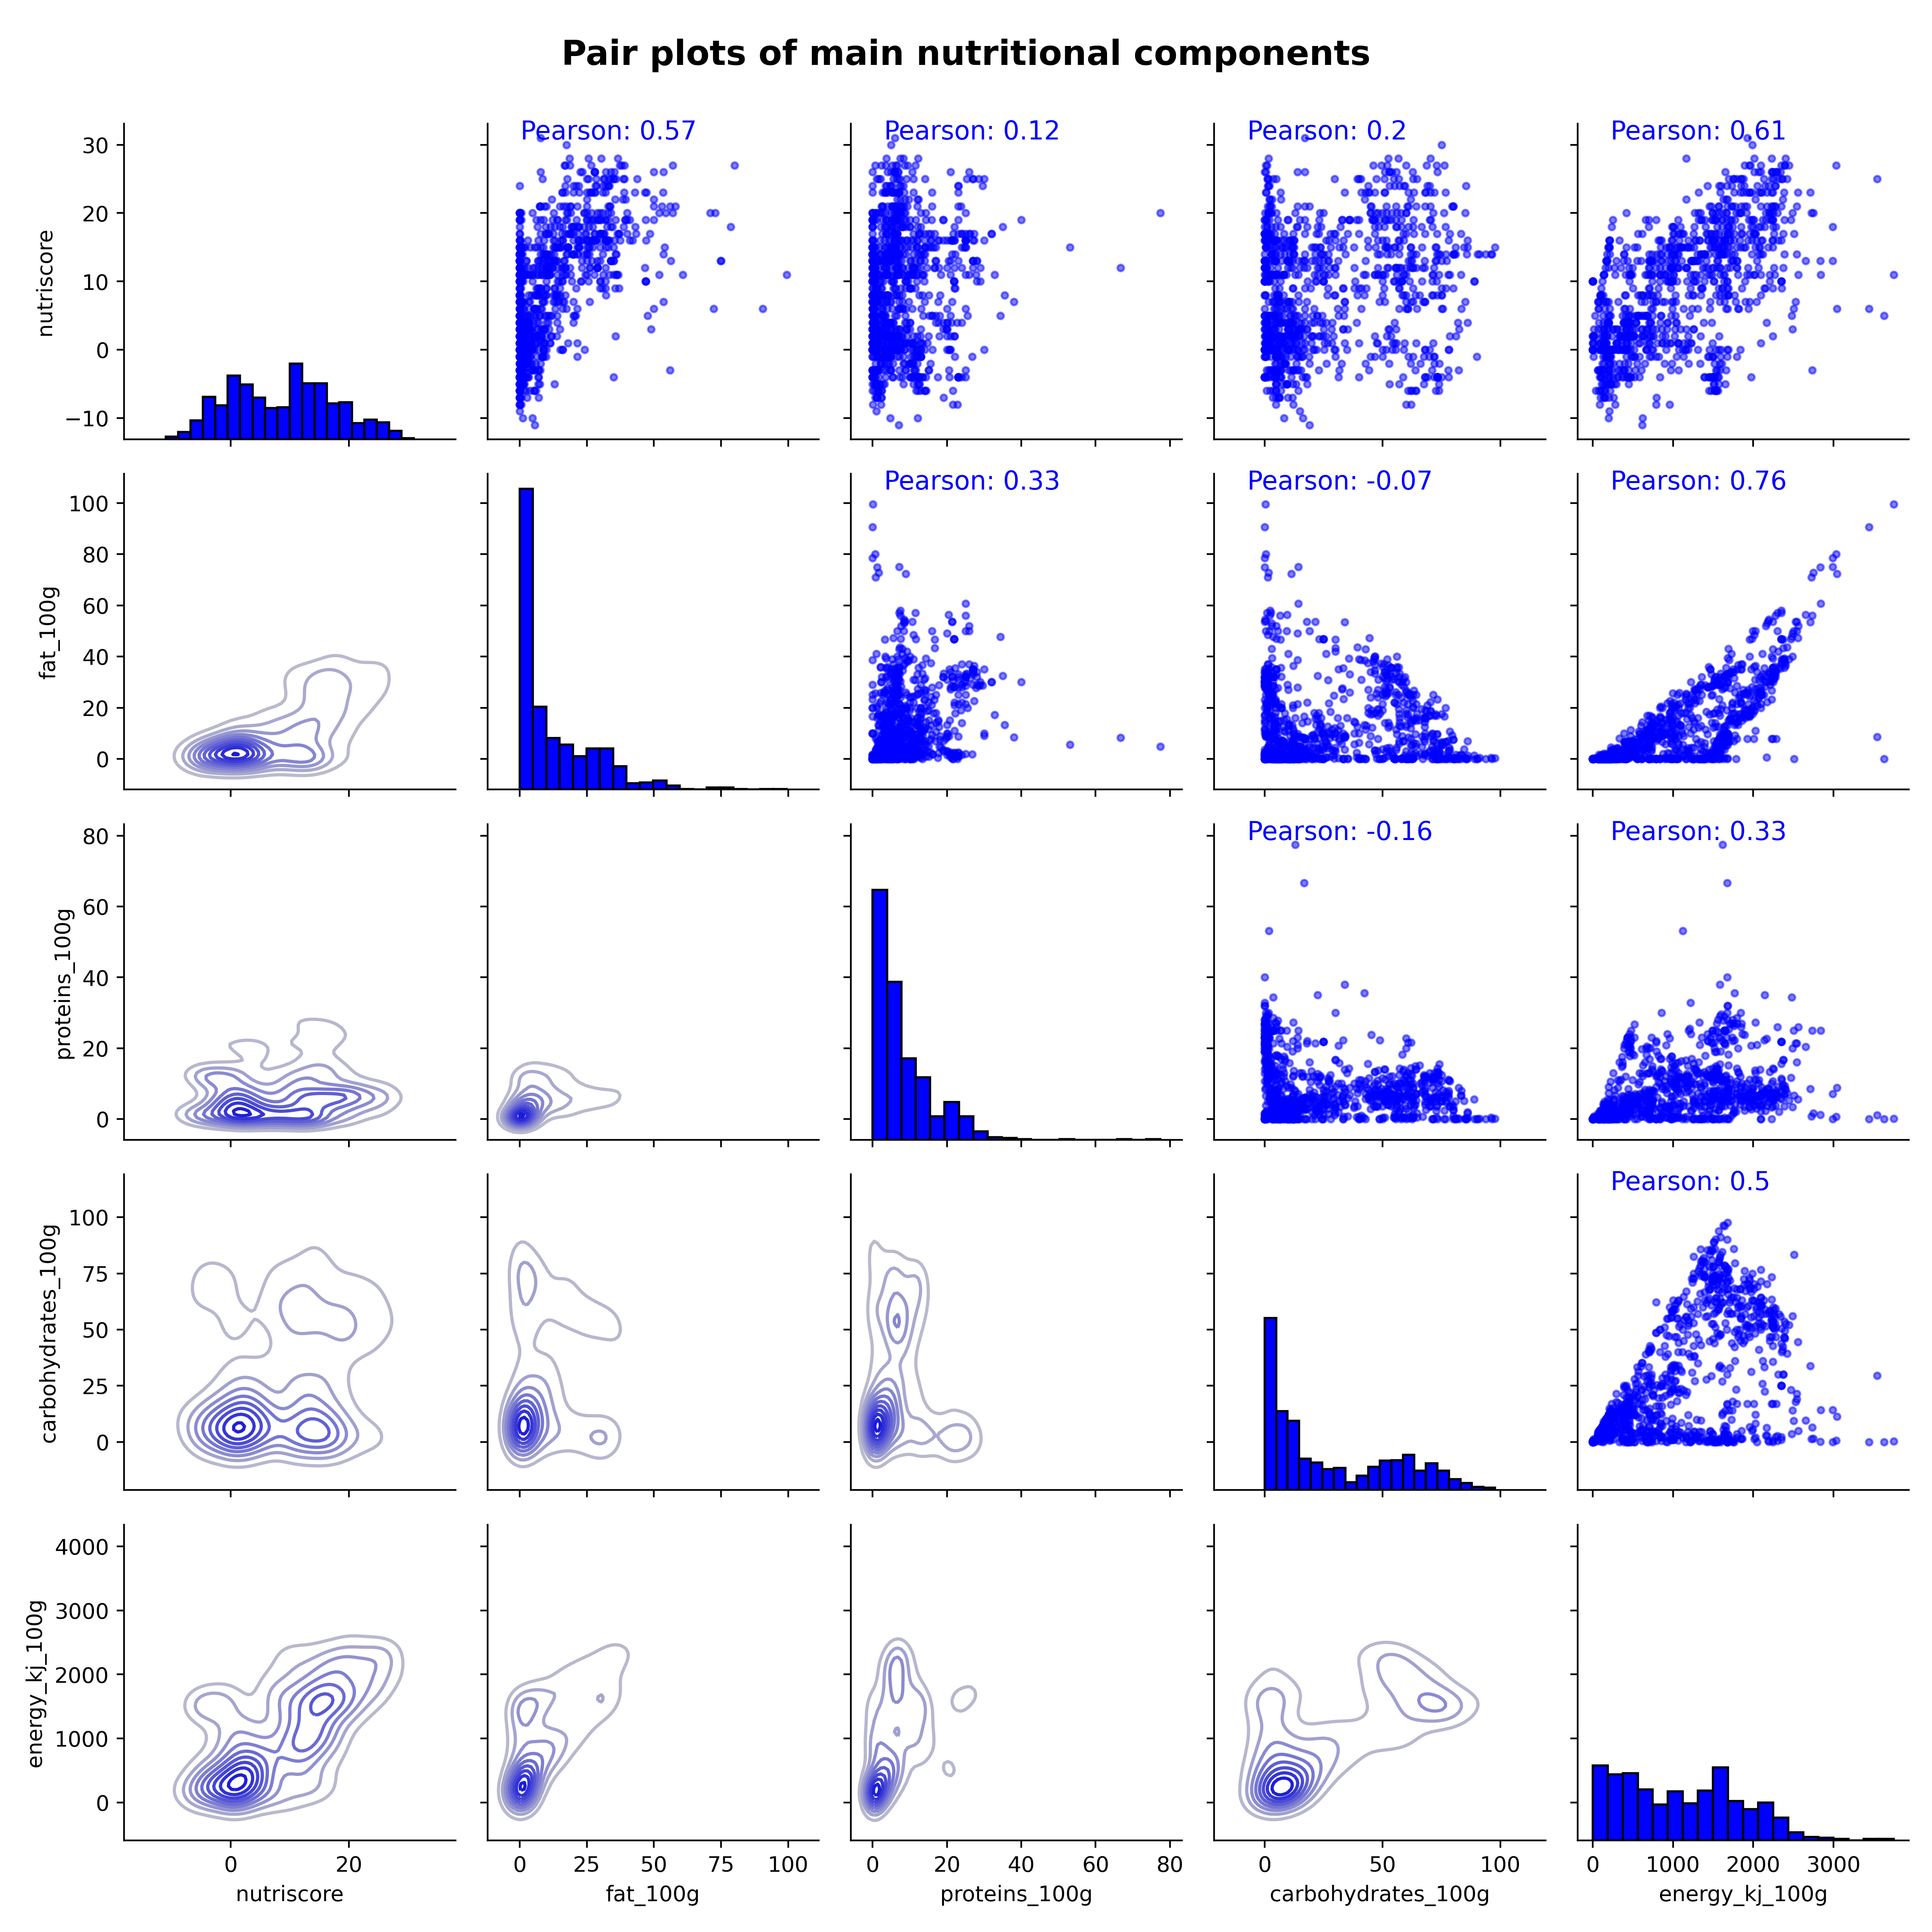 Pair plots of main nutritional components
Pearson: 0.57
Pearson: 0.12
Pearson: 0.2
Pearson: 0.61
nutriscore
30
20
10
0
−10
Pearson: 0.33
Pearson: -0.07
Pearson: 0.76
fat_100g
100
80
60
40
20
0
Pearson: -0.16
Pearson: 0.33
proteins_100g
80
60
40
20
0
Pearson: 0.5
carbohydrates_100g
100
75
50
25
0
energy_kj_100g
4000
3000
2000
1000
0
0 20
0 25 50 75 100
0 20 40 60 80
0 50 100
0 1000 2000 3000
nutriscore
fat_100g
proteins_100g
carbohydrates_100g
energy_kj_100g